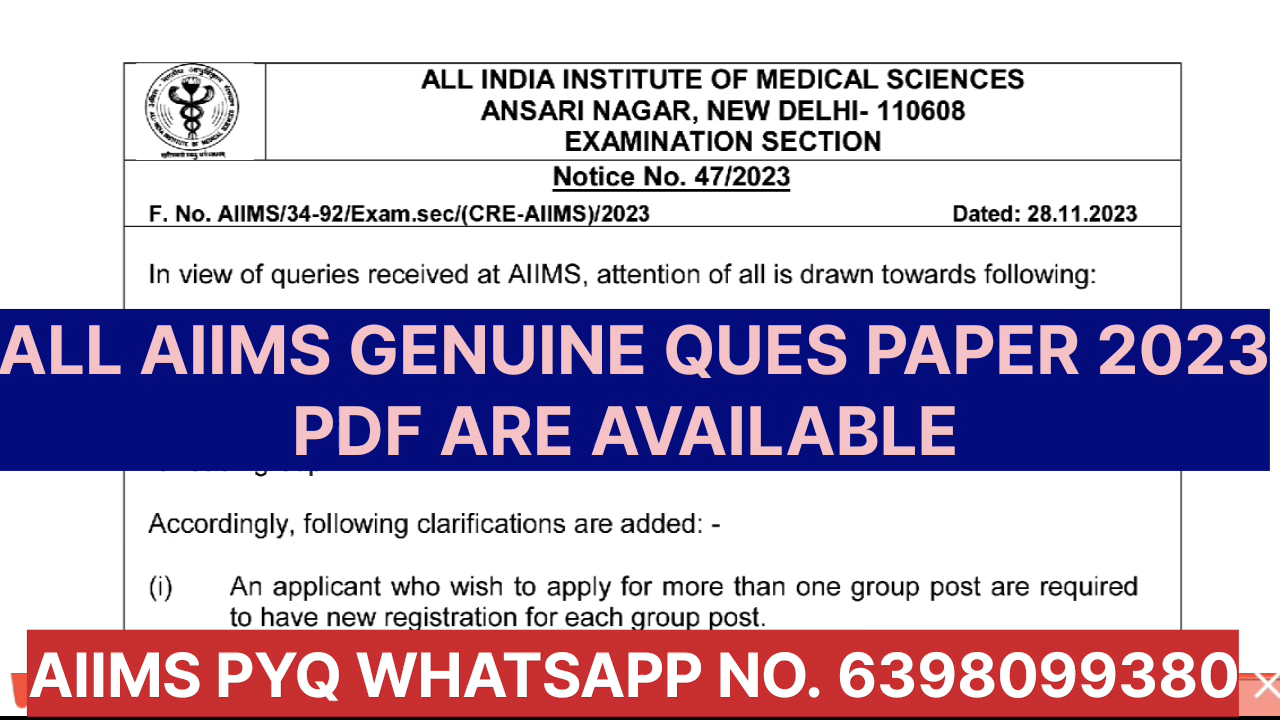 ALL INDIA INSTITUTE OF MEDICAL SCIENCES
ANSARI NAGAR, NEW DELHI- 110608
EXAMINATION SECTION
Notice No. 47/2023
F. No. AIIMS/34-92/Exam.sec/(CRE-AIIMS)/2023 Dated: 28.11.2023
In view of queries received at AIIMS, attention of all is drawn towards following:
ALL AIIMS GENUINE QUES PAPER 2023
PDF ARE AVAILABLE
Accordingly, following clarifications are added: -
(i) An applicant who wish to apply for more than one group post are required
to have new registration for each group post.
AIIMS PYQ WHATSAPP NO. 6398099380